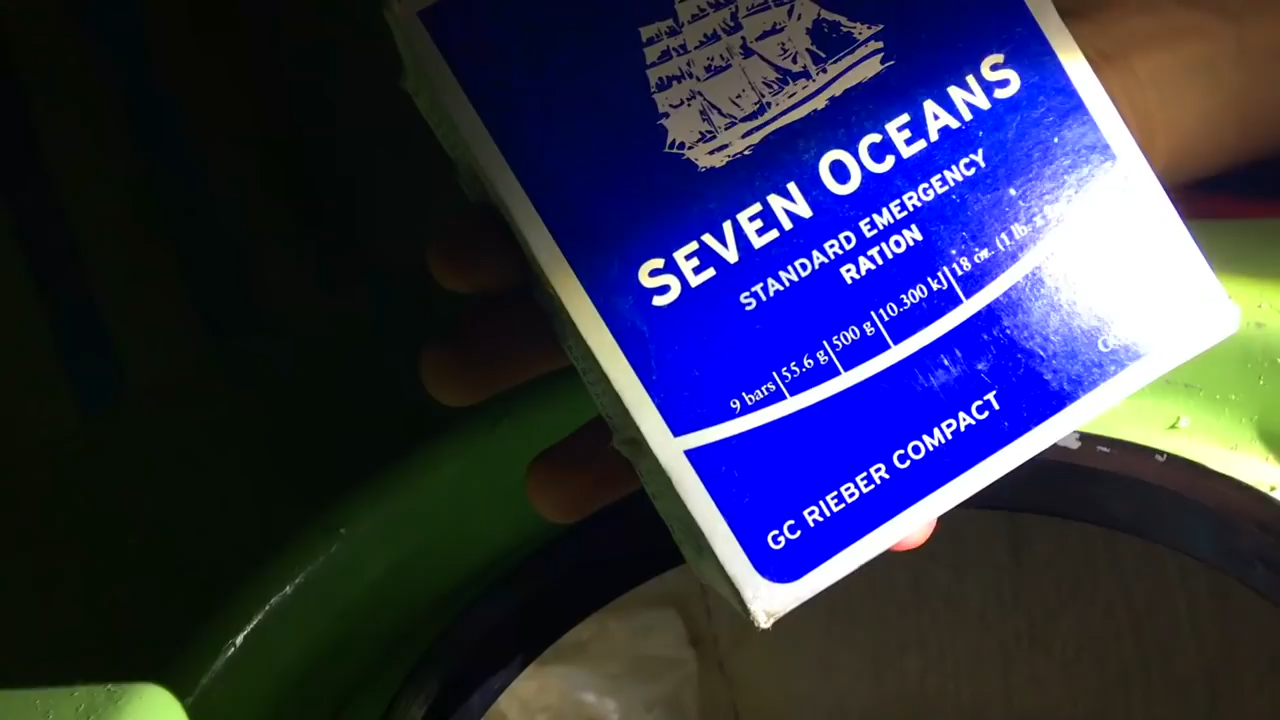 SEVEN OCEANS
STANDARD EMERGENCY
RATION
9 bars|55.6 g|500 g|10.300 kJ|18 oz. (1 lb.
GC RIEBER COMPACT